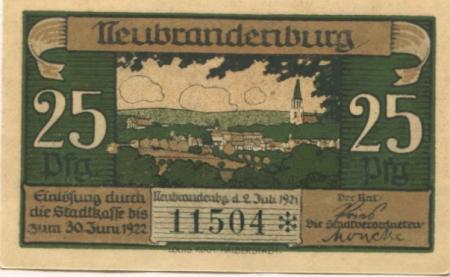 Neubrandenburg
25 25
Pfg Pfg
Einlösung durch
die Stadtkasse bis
zum 30. Juni 1922
Neubrandenbg d. 2. Juli 1921
11504 *
Der Rat:
Die Stadtverordneten